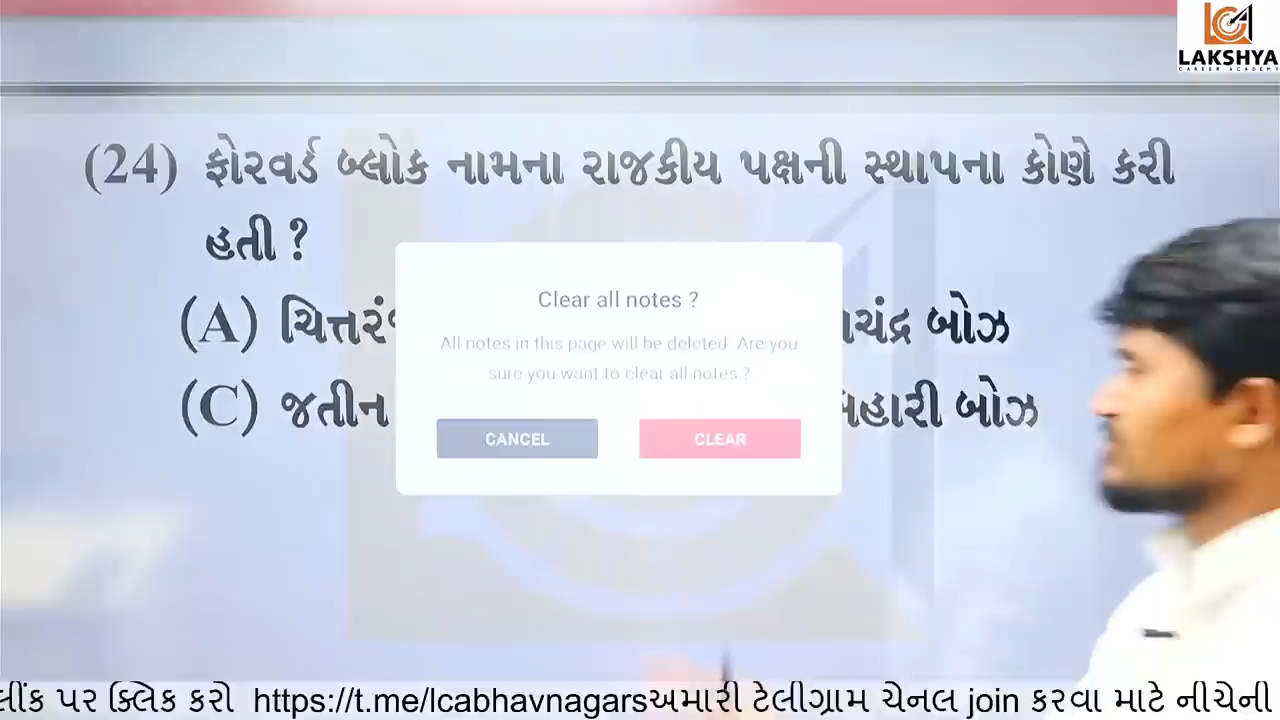 LAKSHYA
CAREER ACADEMY
(24) ફોરવર્ડ બ્લોક નામના રાજકીય પક્ષની સ્થાપના કોણે કરી
હતી ?
(A)
બોઝ
(C) જતીન
બોઝ
Clear all notes ?
All notes in this page will be deleted. Are you
sure you want to clear all notes ?
CANCEL
CLEAR
પર ક્લિક કરો https://t.me/lcabhavnagarsઅમારી ટેલીગ્રામ ચેનલ join કરવા માટે નીચેની